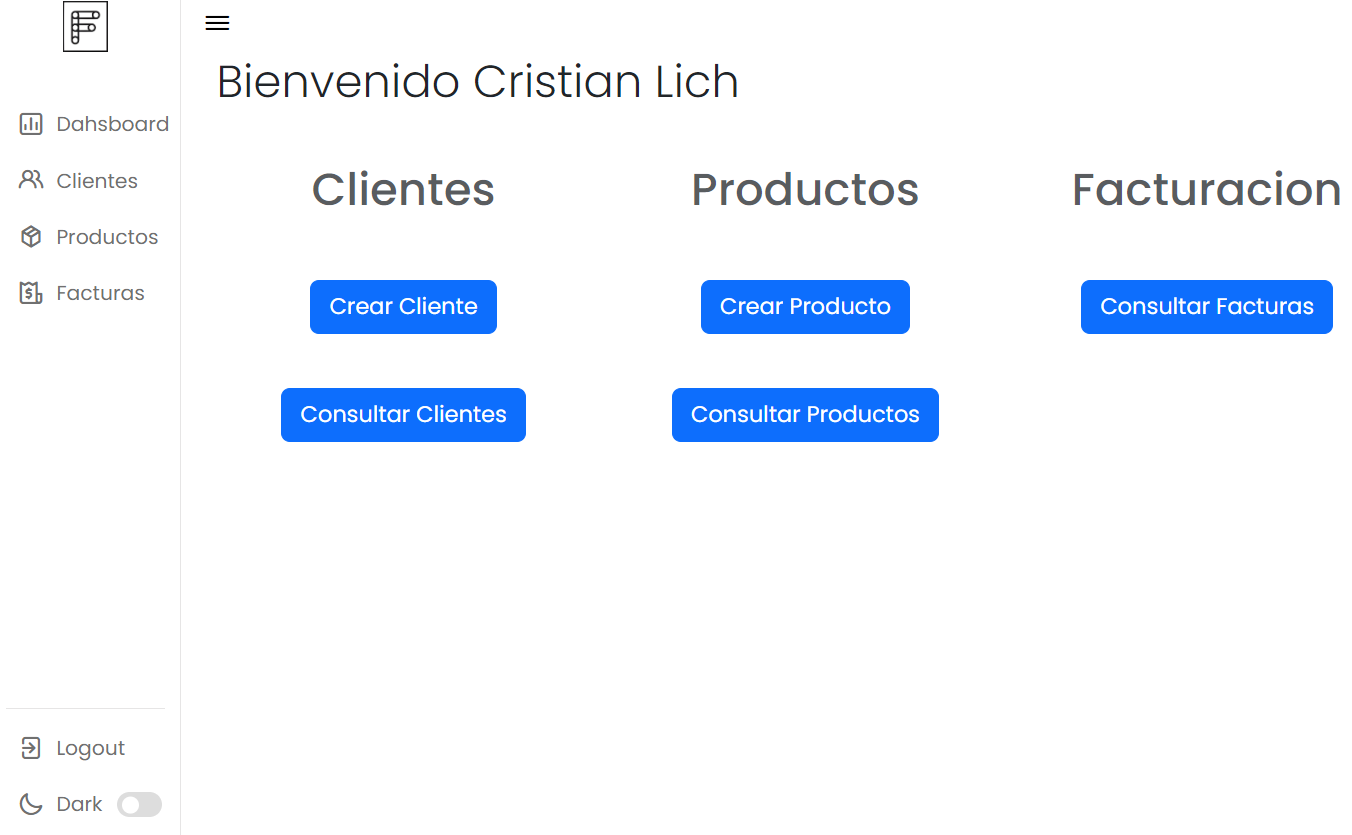 Bienvenido Cristian Lich
Dahsboard
Clientes
Productos
Facturas
Logout
Dark
Clientes
Crear Cliente
Consultar Clientes
Productos
Crear Producto
Consultar Productos
Facturacion
Consultar Facturas